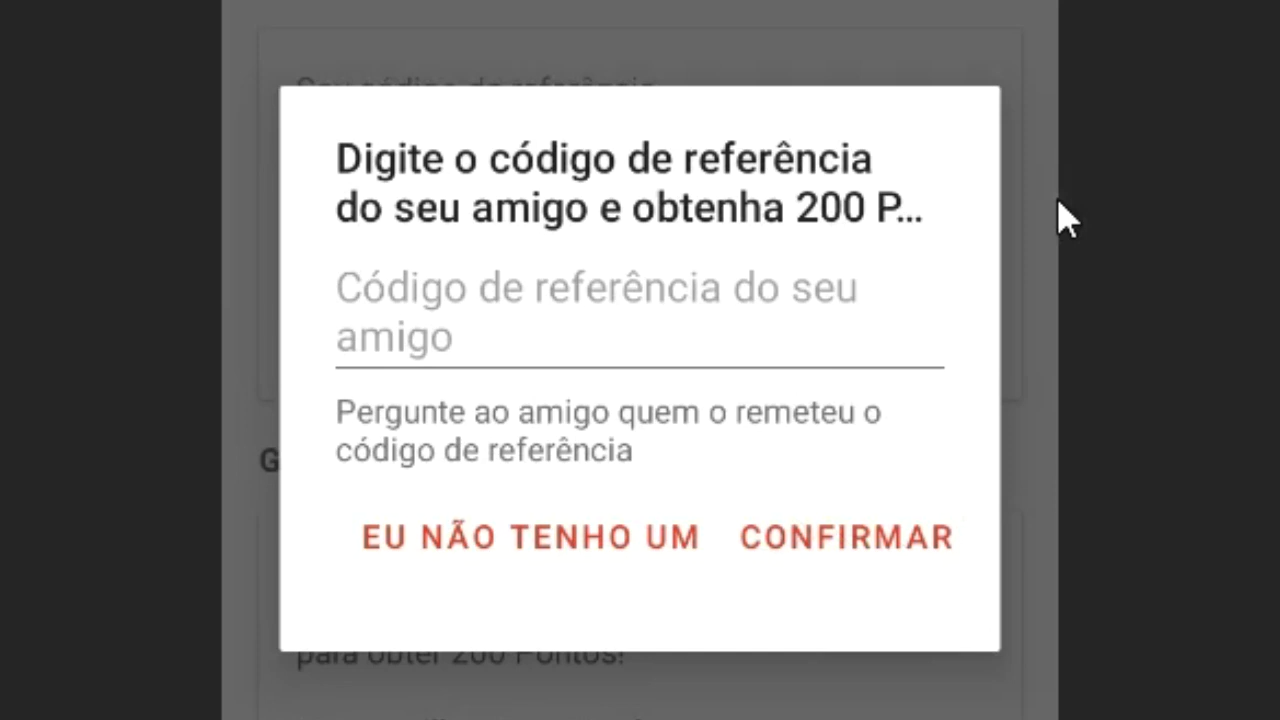 Digite o código de referência
do seu amigo e obtenha 200 P...
Código de referência do seu
amigo
Pergunte ao amigo quem o remeteu o
código de referência
EU NÃO TENHO UM CONFIRMAR
para obter 200 Pontos!